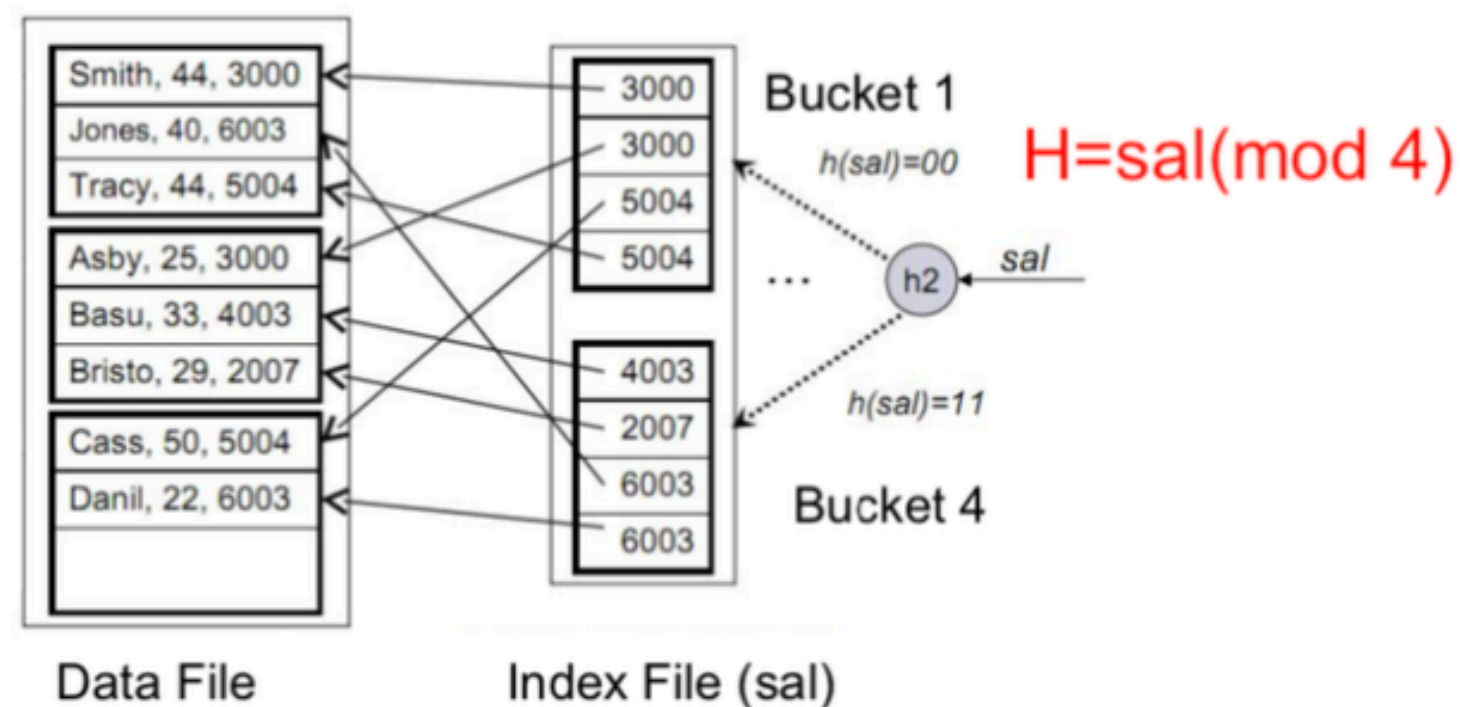 Smith, 44, 3000
Jones, 40, 6003
Tracy, 44, 5004
Asby, 25, 3000
Basu, 33, 4003
Bristo, 29, 2007
Cass, 50, 5004
Danil, 22, 6003
Data File
3000
3000
5004
5004
4003
2007
6003
6003
Index File (sal)
Bucket 1
h(sal)=00
H=sal(mod 4)
...
h2
sal
h(sal)=11
Bucket 4